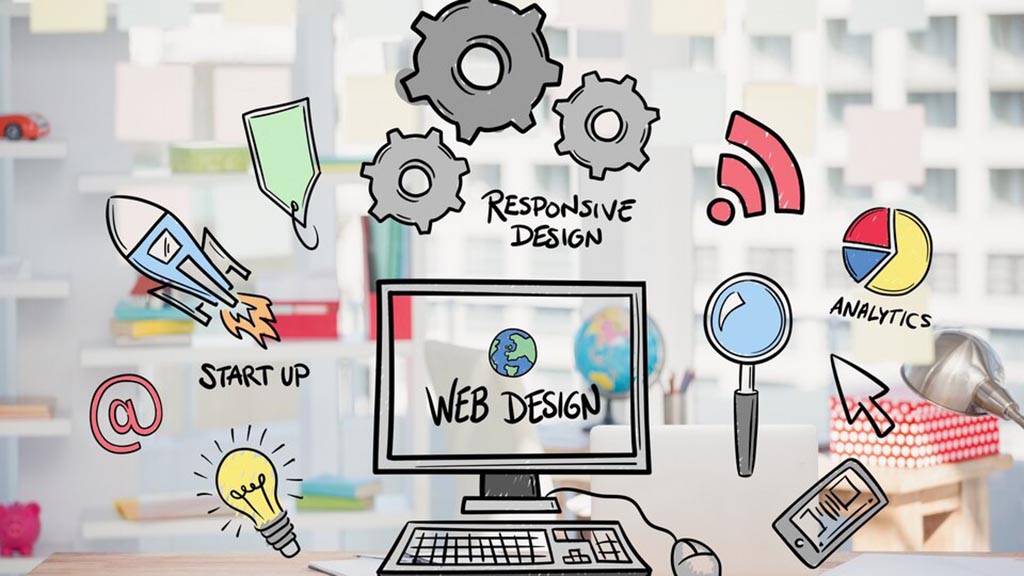 RESPONSIVE
DESIGN
ANALYTICS
START UP
@
WEB DESIGN